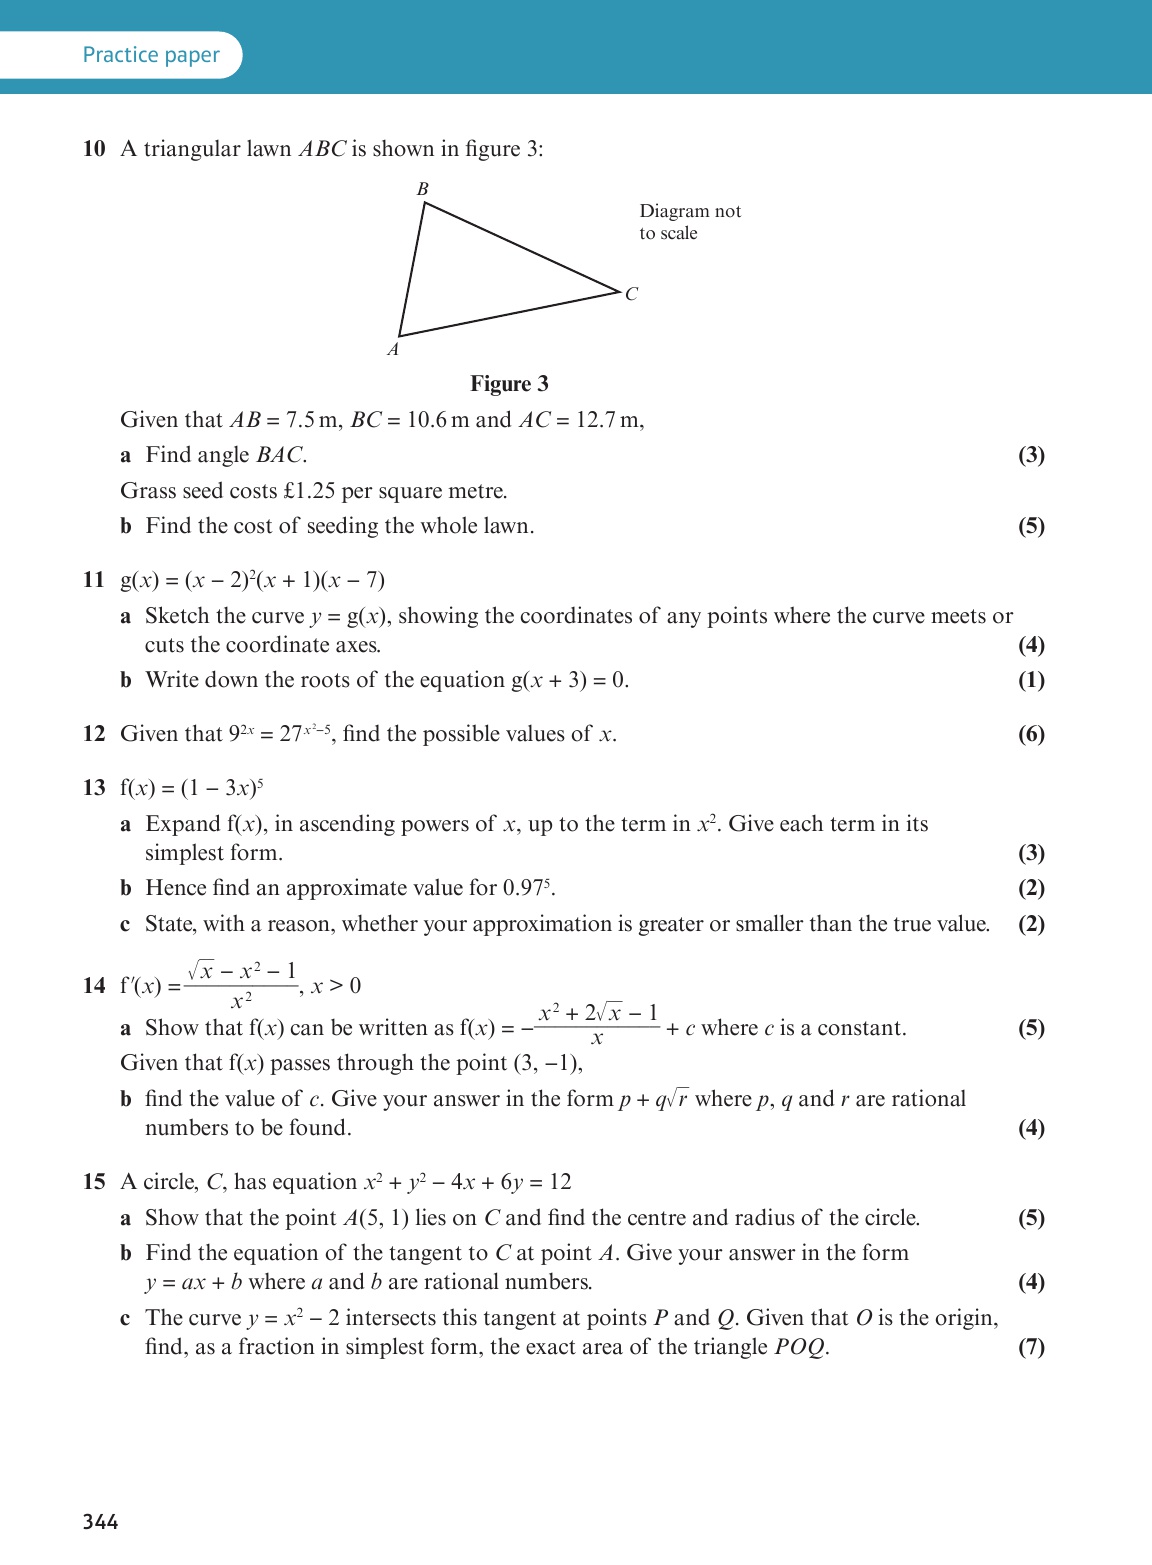 Practice paper
10 A triangular lawn ABC is shown in figure 3:
B
Diagram not
to scale
C
A
Figure 3
Given that AB = 7.5 m, BC = 10.6 m and AC = 12.7 m,
a Find angle BAC. (3)
Grass seed costs £1.25 per square metre.
b Find the cost of seeding the whole lawn. (5)
11 g(x) = (x − 2)²(x + 1)(x − 7)
a Sketch the curve y = g(x), showing the coordinates of any points where the curve meets or
cuts the coordinate axes. (4)
b Write down the roots of the equation g(x + 3) = 0. (1)
12 Given that 9^{2x} = 27^{x²−5}, find the possible values of x. (6)
13 f(x) = (1 − 3x)⁵
a Expand f(x), in ascending powers of x, up to the term in x². Give each term in its
simplest form. (3)
b Hence find an approximate value for 0.97⁵. (2)
c State, with a reason, whether your approximation is greater or smaller than the true value. (2)
14 f′(x) = \frac{√x − x² − 1}{x²}, x > 0
a Show that f(x) can be written as f(x) = −\frac{x² + 2√x − 1}{x} + c where c is a constant. (5)
Given that f(x) passes through the point (3, −1),
b find the value of c. Give your answer in the form p + q√r where p, q and r are rational
numbers to be found. (4)
15 A circle, C, has equation x² + y² − 4x + 6y = 12
a Show that the point A(5, 1) lies on C and find the centre and radius of the circle. (5)
b Find the equation of the tangent to C at point A. Give your answer in the form
y = ax + b where a and b are rational numbers. (4)
c The curve y = x² − 2 intersects this tangent at points P and Q. Given that O is the origin,
find, as a fraction in simplest form, the exact area of the triangle POQ. (7)
344